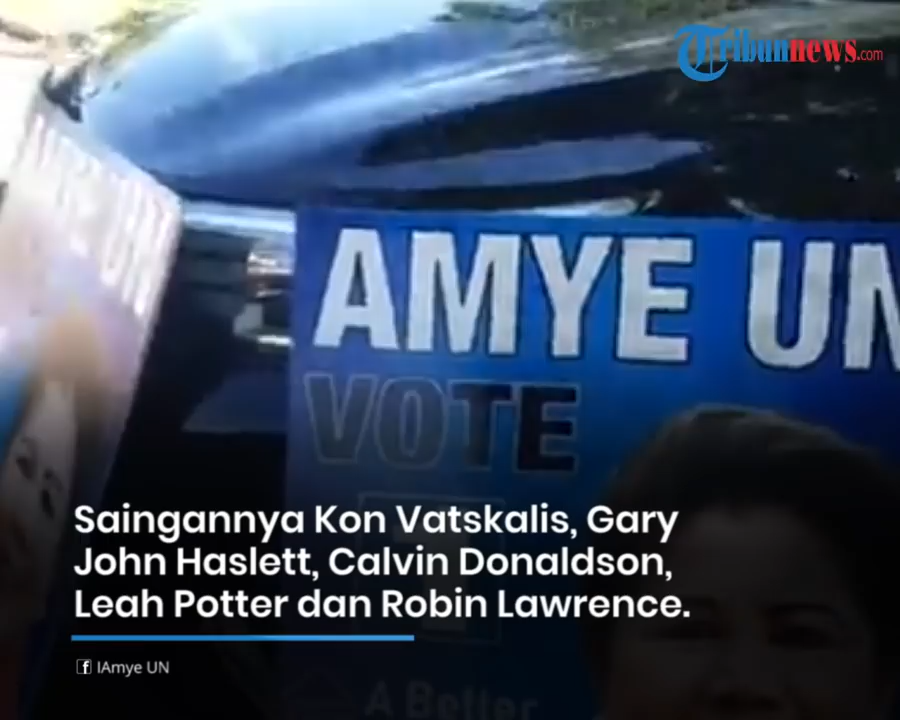 Tribunnews.com
AMYE UN
VOTE
Saingannya Kon Vatskalis, Gary
John Haslett, Calvin Donaldson,
Leah Potter dan Robin Lawrence.
IAmye UN
A Better